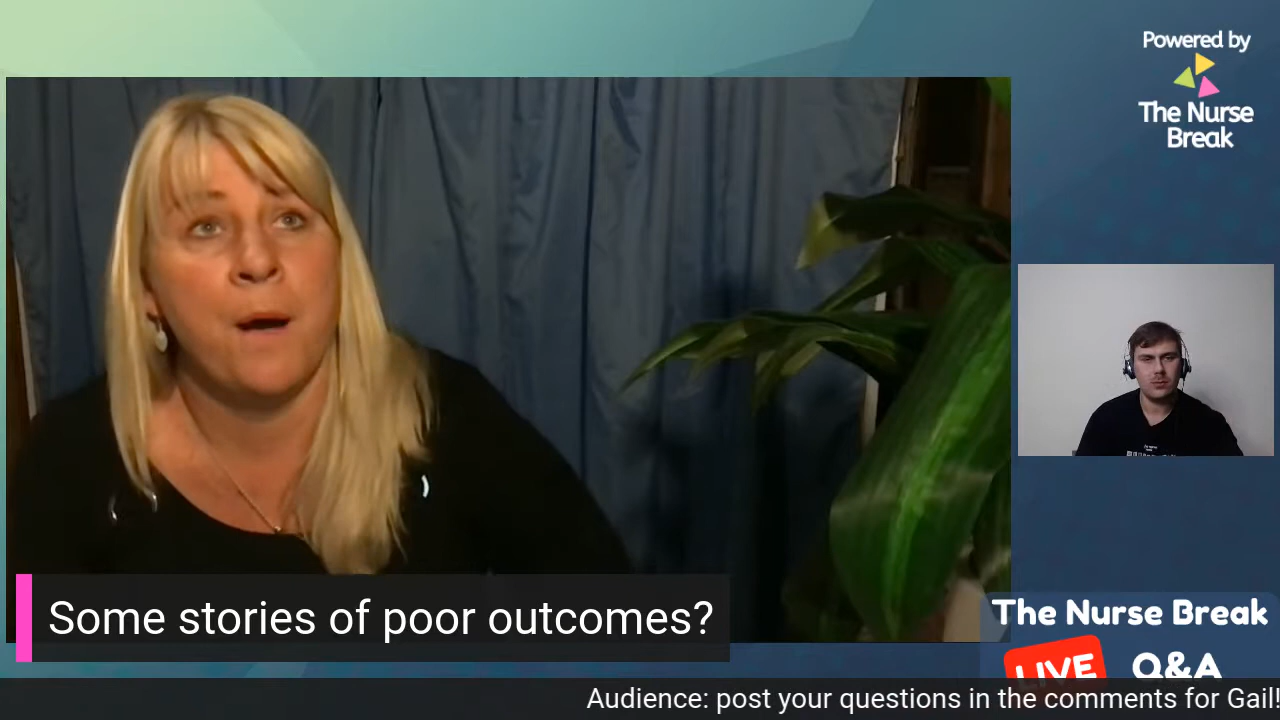 Powered by
The Nurse
Break
Some stories of poor outcomes?
The Nurse Break
LIVE Q&A
Audience: post your questions in the comments for Gail!